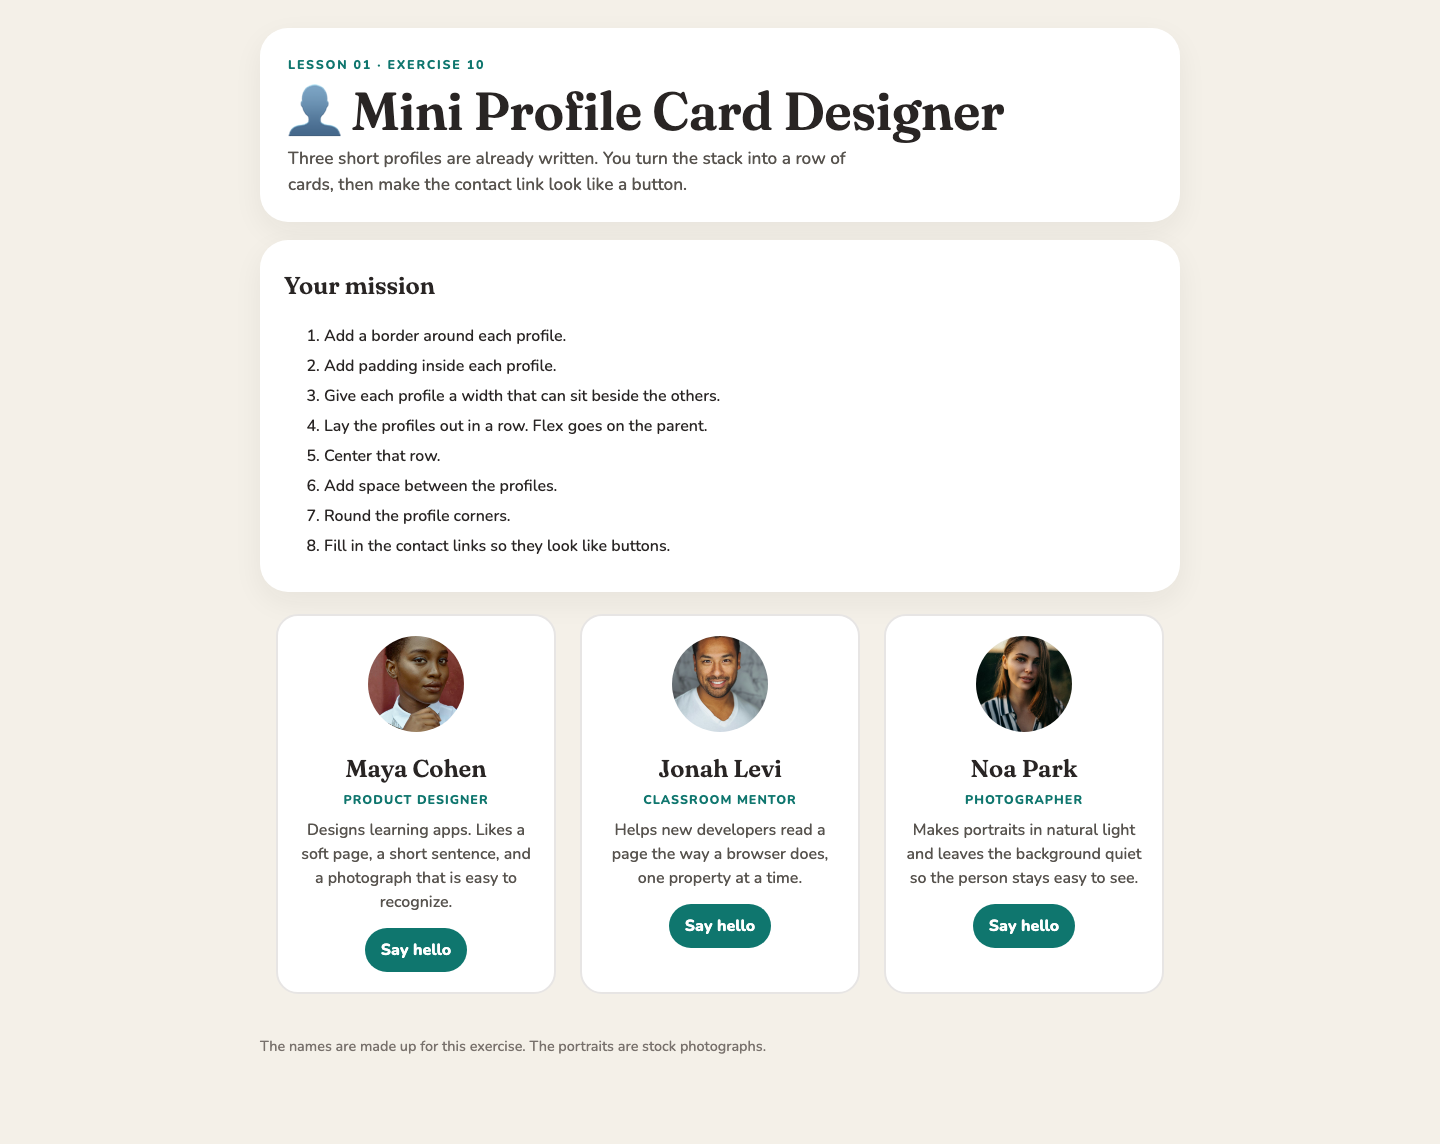 LESSON 01 · EXERCISE 10
👤 Mini Profile Card Designer
Three short profiles are already written. You turn the stack into a row of
cards, then make the contact link look like a button.
Your mission
1. Add a border around each profile.
2. Add padding inside each profile.
3. Give each profile a width that can sit beside the others.
4. Lay the profiles out in a row. Flex goes on the parent.
5. Center that row.
6. Add space between the profiles.
7. Round the profile corners.
8. Fill in the contact links so they look like buttons.
Maya Cohen
PRODUCT DESIGNER
Designs learning apps. Likes a
soft page, a short sentence, and
a photograph that is easy to
recognize.
Say hello
Jonah Levi
CLASSROOM MENTOR
Helps new developers read a
page the way a browser does,
one property at a time.
Say hello
Noa Park
PHOTOGRAPHER
Makes portraits in natural light
and leaves the background quiet
so the person stays easy to see.
Say hello
The names are made up for this exercise. The portraits are stock photographs.